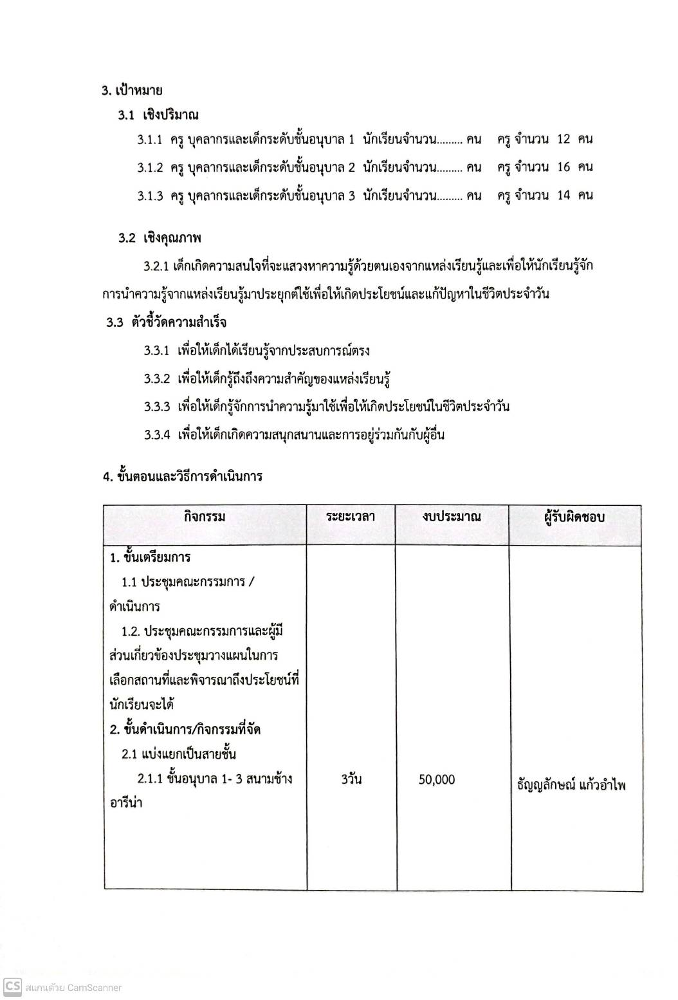 3. เป้าหมาย
3.1 เชิงปริมาณ
3.1.1 ครู บุคลากรและเด็กระดับชั้นอนุบาล 1 นักเรียนจำนวน......... คน ครู จำนวน 12 คน
3.1.2 ครู บุคลากรและเด็กระดับชั้นอนุบาล 2 นักเรียนจำนวน......... คน ครู จำนวน 16 คน
3.1.3 ครู บุคลากรและเด็กระดับชั้นอนุบาล 3 นักเรียนจำนวน......... คน ครู จำนวน 14 คน
3.2 เชิงคุณภาพ
3.2.1 เด็กเกิดความสนใจที่จะแสวงหาความรู้ด้วยตนเองจากแหล่งเรียนรู้และเพื่อให้นักเรียนรู้จัก
การนำความรู้จากแหล่งเรียนรู้มาประยุกต์ใช้เพื่อให้เกิดประโยชน์และแก้ปัญหาในชีวิตประจำวัน
3.3 ตัวชี้วัดความสำเร็จ
3.3.1 เพื่อให้เด็กได้เรียนรู้จากประสบการณ์ตรง
3.3.2 เพื่อให้เด็กรู้ถึงถึงความสำคัญของแหล่งเรียนรู้
3.3.3 เพื่อให้เด็กรู้จักการนำความรู้มาใช้เพื่อให้เกิดประโยชน์ในชีวิตประจำวัน
3.3.4 เพื่อให้เด็กเกิดความสนุกสนานและการอยู่ร่วมกันกับผู้อื่น
4. ขั้นตอนและวิธีการดำเนินการ
กิจกรรม ระยะเวลา งบประมาณ ผู้รับผิดชอบ
1. ขั้นเตรียมการ
1.1 ประชุมคณะกรรมการ /
ดำเนินการ
1.2. ประชุมคณะกรรมการและผู้มี
ส่วนเกี่ยวข้องประชุมวางแผนในการ
เลือกสถานที่และพิจารณาถึงประโยชน์ที่
นักเรียนจะได้
2. ขั้นดำเนินการ/กิจกรรมที่จัด
2.1 แบ่งแยกเป็นสายชั้น
2.1.1 ชั้นอนุบาล 1- 3 สนามช้าง 3วัน 50,000 ธัญญลักษณ์ แก้วอำไพ
อารีน่า
CS สแกนด้วย CamScanner